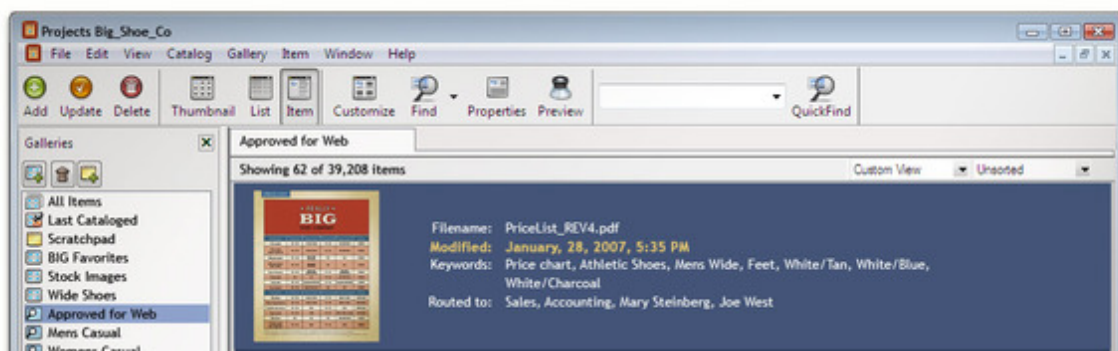 Projects Big_Shoe_Co
File Edit View Catalog Gallery Item Window Help
Add Update Delete Thumbnail List Item Customize Find Properties Preview QuickFind
Galleries
Approved for Web
Showing 62 of 39,208 items Custom View Unsorted
All Items
Last Cataloged
Scratchpad
BIG Favorites
Stock Images
Wide Shoes
Approved for Web
Mens Casual
Womens Casual
BIG
Filename: PriceList_REV4.pdf
Modified: January, 28, 2007, 5:35 PM
Keywords: Price chart, Athletic Shoes, Mens Wide, Feet, White/Tan, White/Blue,
White/Charcoal
Routed to: Sales, Accounting, Mary Steinberg, Joe West